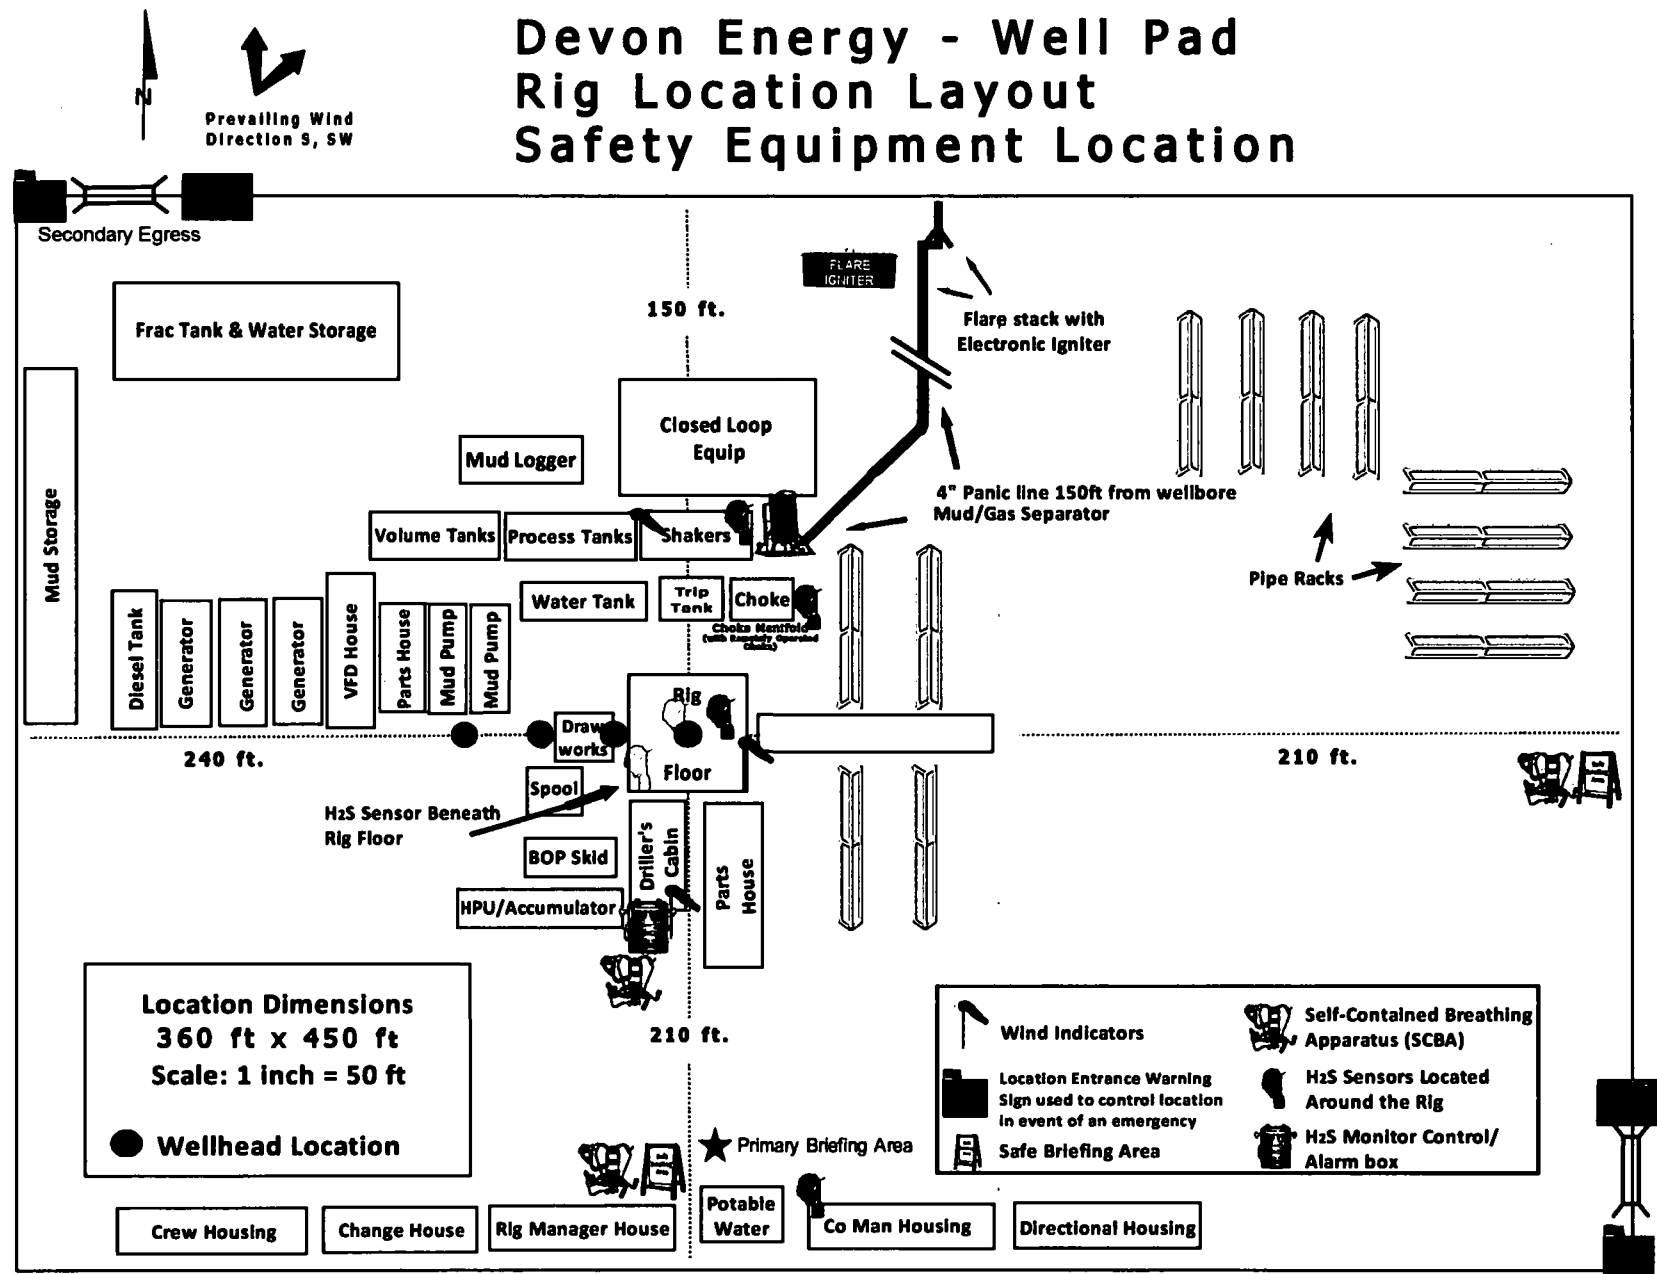 Devon Energy - Well Pad
Rig Location Layout
Safety Equipment Location
N
Prevailing Wind
Direction S, SW
Secondary Egress
FLARE
IGNITER
150 ft.
Flare stack with
Electronic Igniter
Frac Tank & Water Storage
Closed Loop
Equip
Mud Logger
4" Panic line 150ft from wellbore
Mud/Gas Separator
Mud Storage
Volume Tanks
Process Tanks
Shakers
Pipe Racks
Water Tank
Trip
Tank
Choke
Choke Manifold
(with Remotely Operated
Choke)
Diesel Tank
Generator
Generator
Generator
VFD House
Parts House
Mud Pump
Mud Pump
Rig
Floor
Draw
works
240 ft.
210 ft.
Spool
H2S Sensor Beneath
Rig Floor
Driller's
Cabin
Parts
House
BOP Skid
HPU/Accumulator
Location Dimensions
360 ft x 450 ft
Scale: 1 inch = 50 ft
Wellhead Location
210 ft.
Wind Indicators
Location Entrance Warning
Sign used to control location
in event of an emergency
Safe Briefing Area
Self-Contained Breathing
Apparatus (SCBA)
H2S Sensors Located
Around the Rig
H2S Monitor Control/
Alarm box
Primary Briefing Area
Crew Housing
Change House
Rig Manager House
Potable
Water
Co Man Housing
Directional Housing